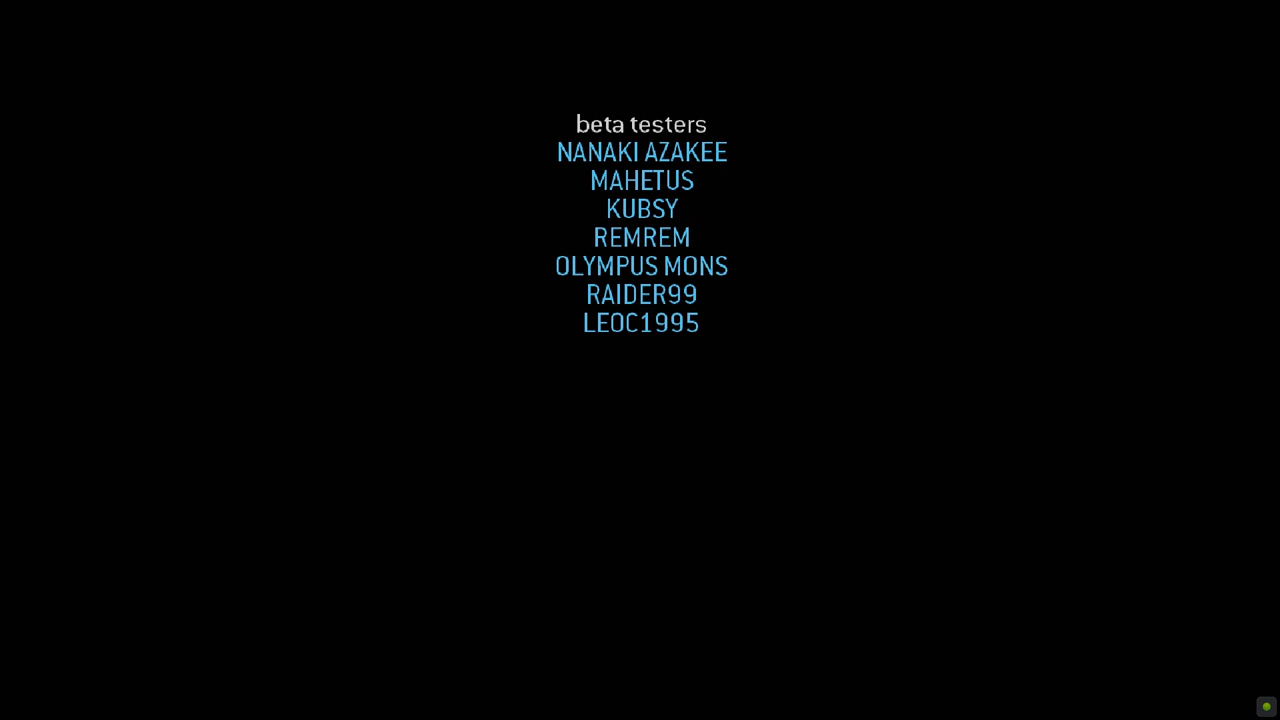 beta testers
NANAKI AZAKEE
MAHETUS
KUBSY
REMREM
OLYMPUS MONS
RAIDER99
LEOC1995